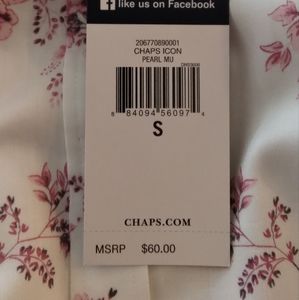 f like us on Facebook
206770890001
CHAPS ICON
PEARL MU
8 84094 56097 4
S
CHAPS.COM
MSRP $60.00